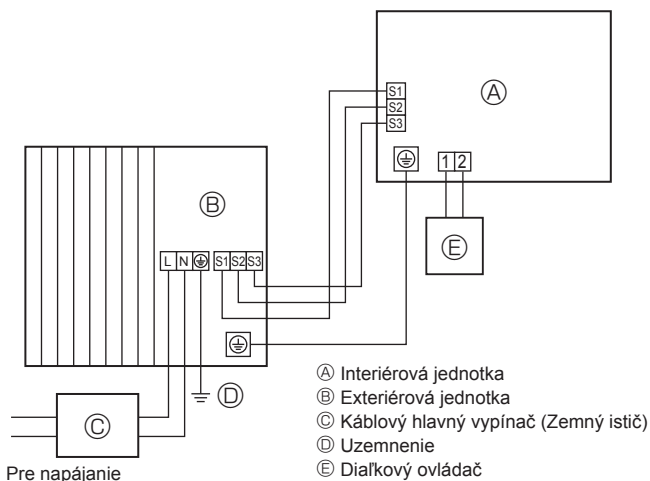 S1
S2
S3
Ⓐ
1 2
Ⓑ
L N S1 S2 S3
Ⓔ
Ⓓ
Ⓒ
Pre napájanie
Ⓐ Interiérová jednotka
Ⓑ Exteriérová jednotka
Ⓒ Káblový hlavný vypínač (Zemný istič)
Ⓓ Uzemnenie
Ⓔ Diaľkový ovládač